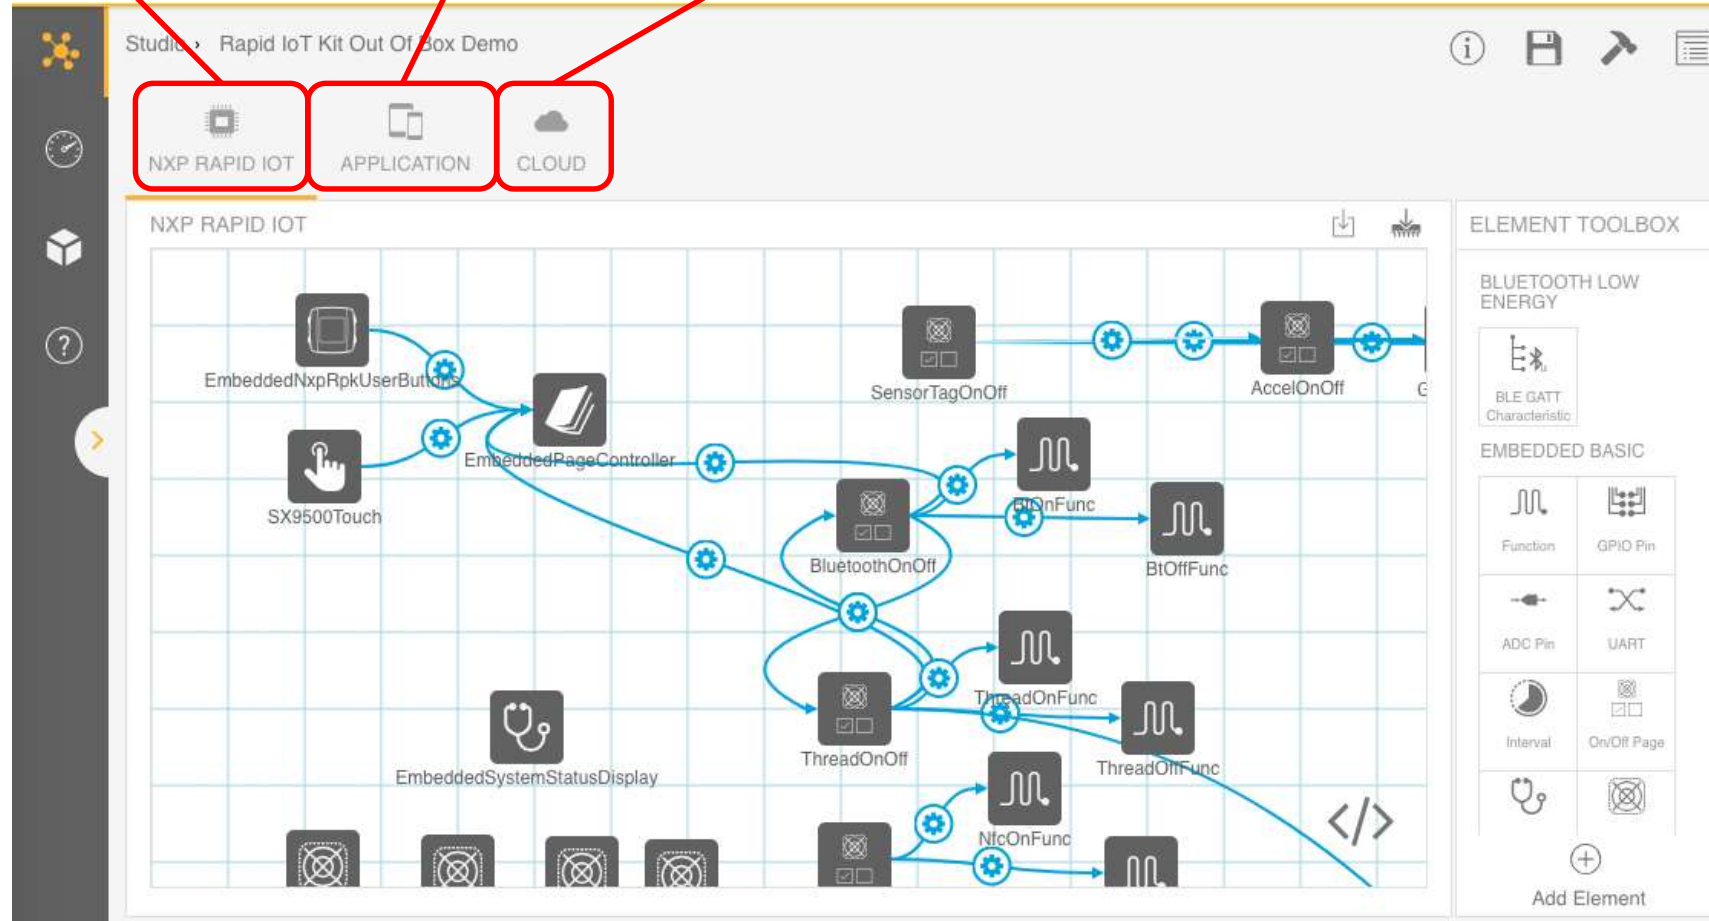 Studio › Rapid IoT Kit Out Of Box Demo
NXP RAPID IOT
APPLICATION
CLOUD
NXP RAPID IOT
EmbeddedNxpRpkUserButtons
SX9500Touch
EmbeddedPageController
SensorTagOnOff
AccelOnOff
G
BtOnFunc
BluetoothOnOff
BtOffFunc
ThreadOnFunc
ThreadOnOff
ThreadOffFunc
EmbeddedSystemStatusDisplay
NfcOnFunc
</>
ELEMENT TOOLBOX
BLUETOOTH LOW
ENERGY
BLE GATT
Characteristic
EMBEDDED BASIC
Function
GPIO Pin
ADC Pin
UART
Interval
On/Off Page
Add Element